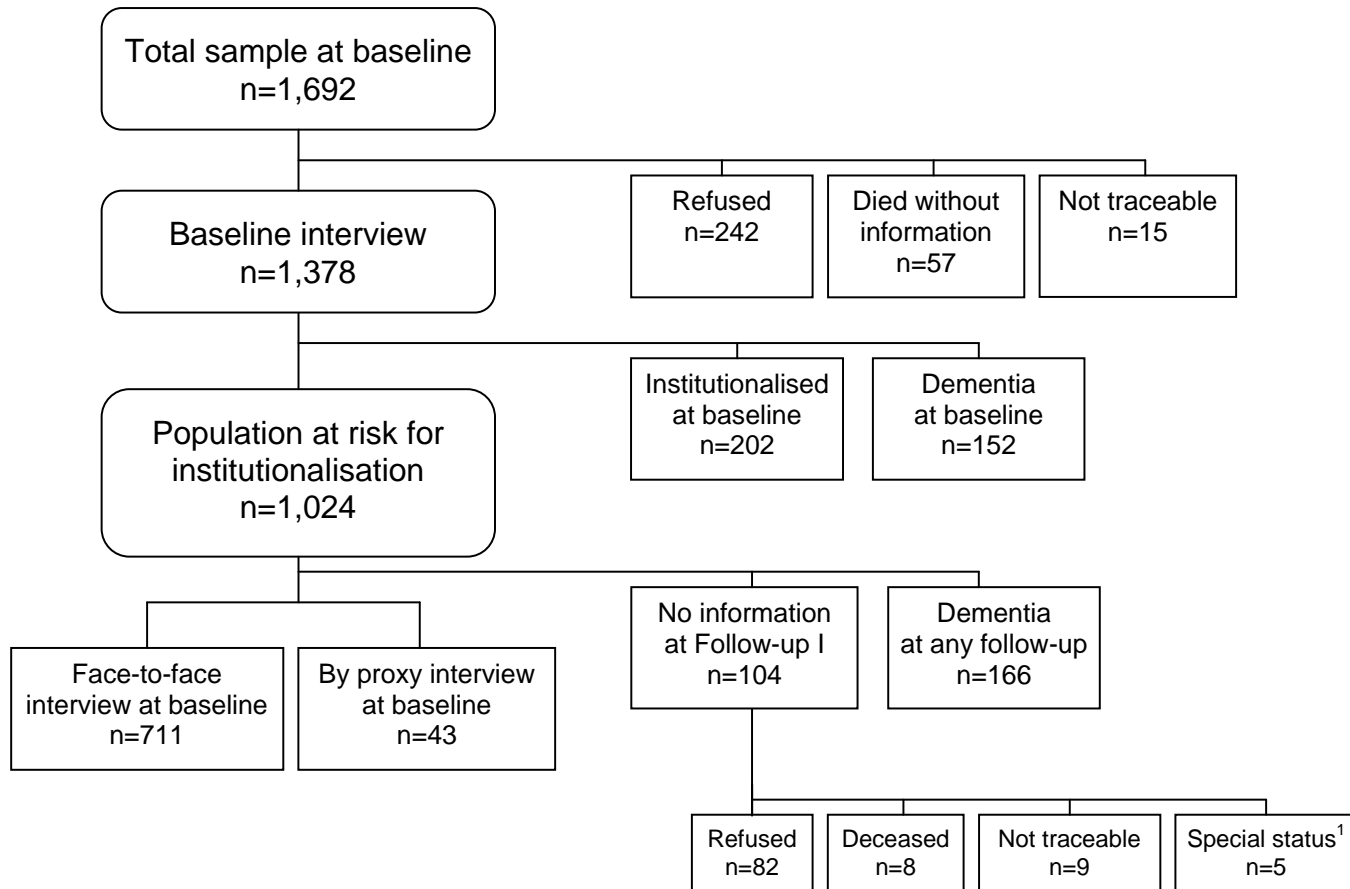 Total sample at baseline
n=1,692
Refused
n=242
Died without
information
n=57
Not traceable
n=15
Baseline interview
n=1,378
Institutionalised
at baseline
n=202
Dementia
at baseline
n=152
Population at risk for
institutionalisation
n=1,024
No information
at Follow-up I
n=104
Dementia
at any follow-up
n=166
Face-to-face
interview at baseline
n=711
By proxy interview
at baseline
n=43
Refused
n=82
Deceased
n=8
Not traceable
n=9
Special status¹
n=5